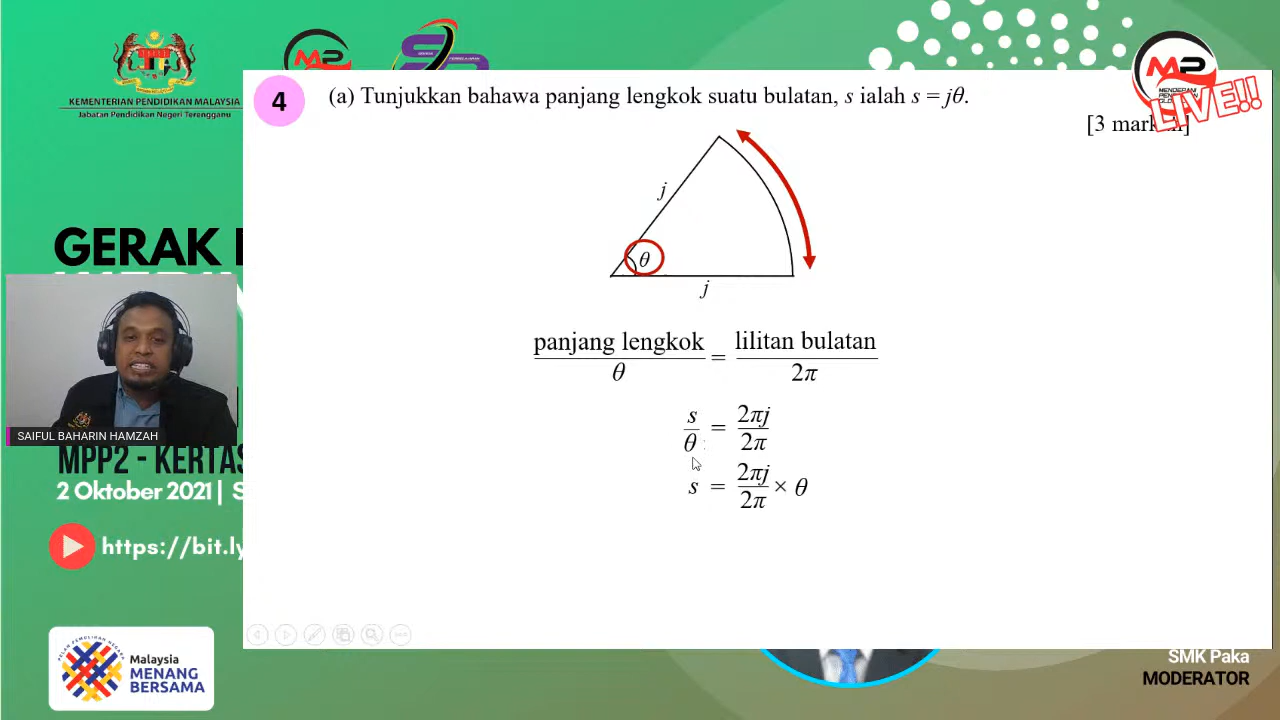 KEMENTERIAN PENDIDIKAN MALAYSIA
Jabatan Pendidikan Negeri Terengganu
MP
MP
LIVE!!
4
(a) Tunjukkan bahawa panjang lengkok suatu bulatan, s ialah s = jθ.
[3 mark
j
θ
j
panjang lengkok / θ = lilitan bulatan / 2π
s / θ = 2πj / 2π
s = 2πj / 2π × θ
GERAK
SAIFUL BAHARIN HAMZAH
MPP2 - KERTAS
2 Oktober 2021 | S
https://bit.ly
Malaysia
MENANG
BERSAMA
SMK Paka
MODERATOR